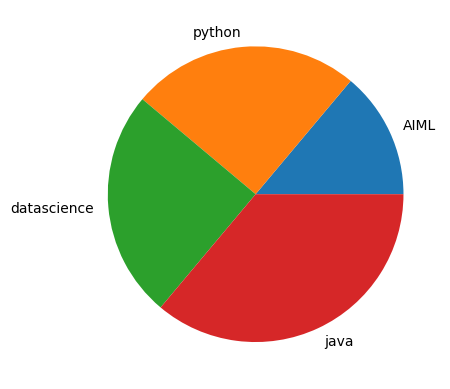 python
AIML
datascience
java